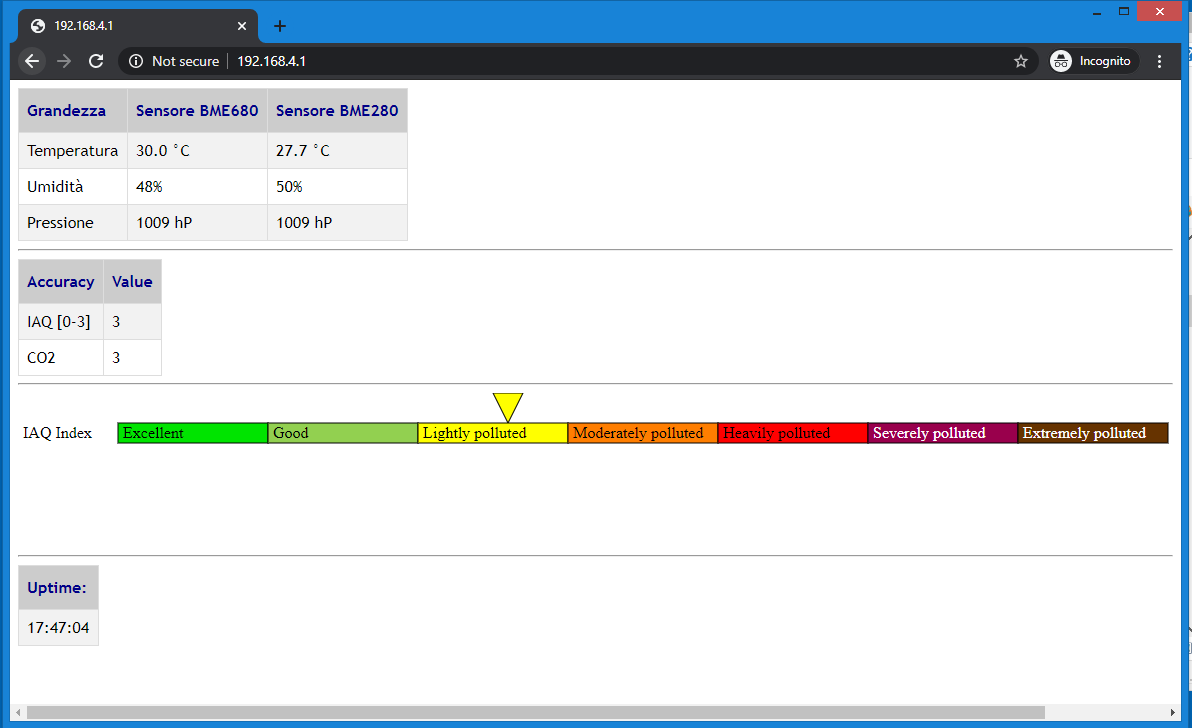 192.168.4.1
Not secure 192.168.4.1 Incognito
Grandezza Sensore BME680 Sensore BME280
Temperatura 30.0 °C 27.7 °C
Umidità 48% 50%
Pressione 1009 hP 1009 hP
Accuracy Value
IAQ [0-3] 3
CO2 3
IAQ Index Excellent Good Lightly polluted Moderately polluted Heavily polluted Severely polluted Extremely polluted
Uptime:
17:47:04